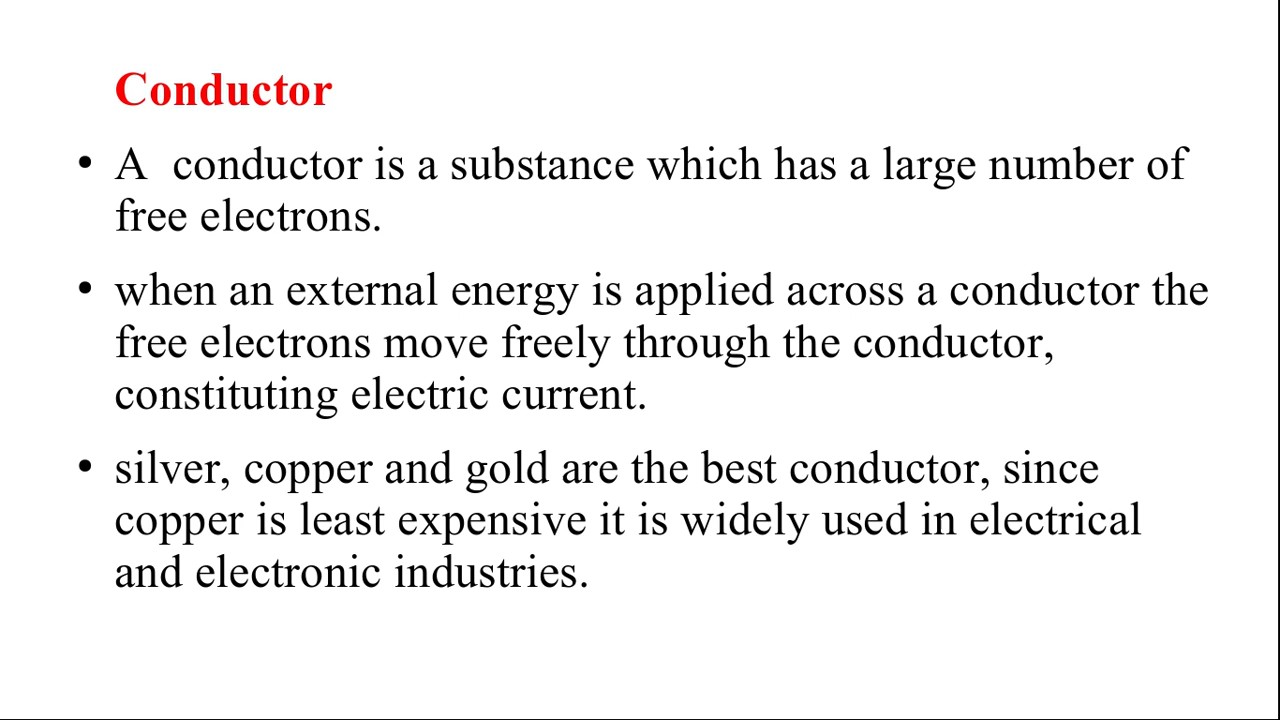 Conductor
• A  conductor is a substance which has a large number of
free electrons.
• when an external energy is applied across a conductor the
free electrons move freely through the conductor,
constituting electric current.
• silver, copper and gold are the best conductor, since
copper is least expensive it is widely used in electrical
and electronic industries.